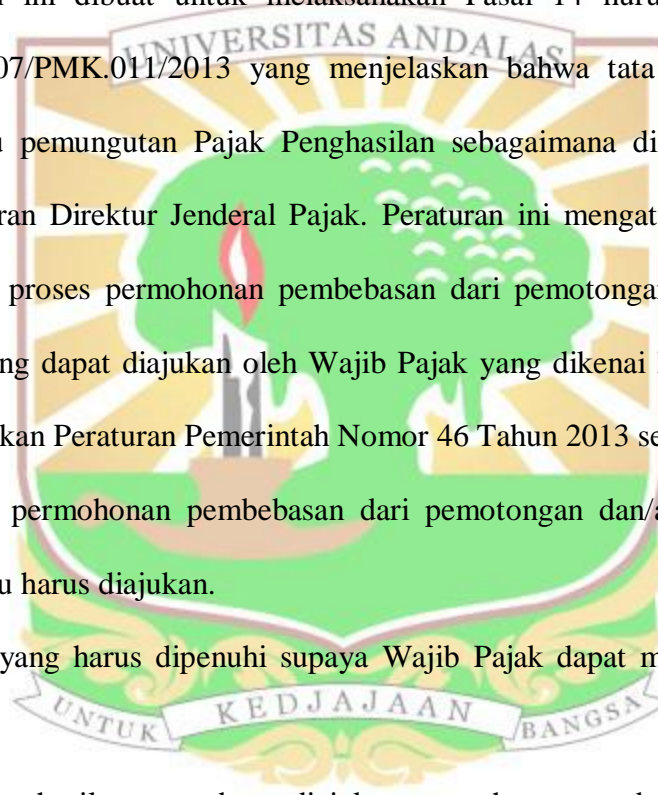 ini dibuat untuk melaksanakan Pasal 14
UNIVERSITAS ANDALAS
07/PMK.011/2013 yang menjelaskan bahwa tata
pemungutan Pajak Penghasilan sebagaimana di
ran Direktur Jenderal Pajak. Peraturan ini mengat
proses permohonan pembebasan dari pemotongan
ng dapat diajukan oleh Wajib Pajak yang dikenai
kan Peraturan Pemerintah Nomor 46 Tahun 2013 se
permohonan pembebasan dari pemotongan dan/a
u harus diajukan.
yang harus dipenuhi supaya Wajib Pajak dapat m
UNTUK KEDJAJAAN BANGSA